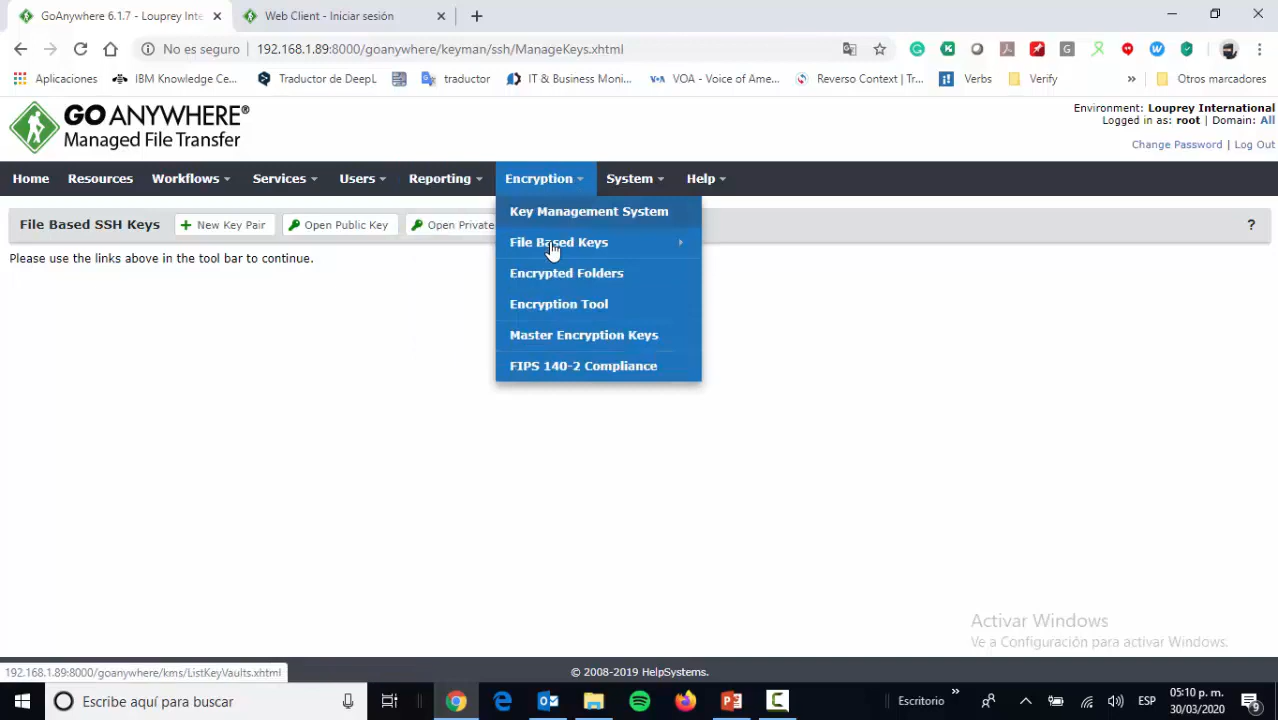 GoAnywhere 6.1.7 - Louprey Inte
Web Client - Iniciar sesión
No es seguro
192.168.1.89:8000/goanywhere/keyman/ssh/ManageKeys.xhtml
Aplicaciones
IBM Knowledge Ce...
Traductor de DeepL
traductor
IT & Business Moni...
VOA - Voice of Ame...
Reverso Context | Tr...
Verbs
Verify
»
Otros marcadores
GO ANYWHERE®
Managed File Transfer
Environment: Louprey International
Logged in as: root | Domain: All
Change Password | Log Out
Home
Resources
Workflows
Services
Users
Reporting
Encryption
System
Help
File Based SSH Keys
New Key Pair
Open Public Key
Open Private
?
Please use the links above in the tool bar to continue.
Key Management System
File Based Keys
Encrypted Folders
Encryption Tool
Master Encryption Keys
FIPS 140-2 Compliance
Activar Windows
Ve a Configuración para activar Windows.
192.168.1.89:8000/goanywhere/kms/ListKeyVaults.xhtml
© 2008-2019 HelpSystems.
Escribe aquí para buscar
Escritorio
»
ESP
05:10 p. m.
30/03/2020
9